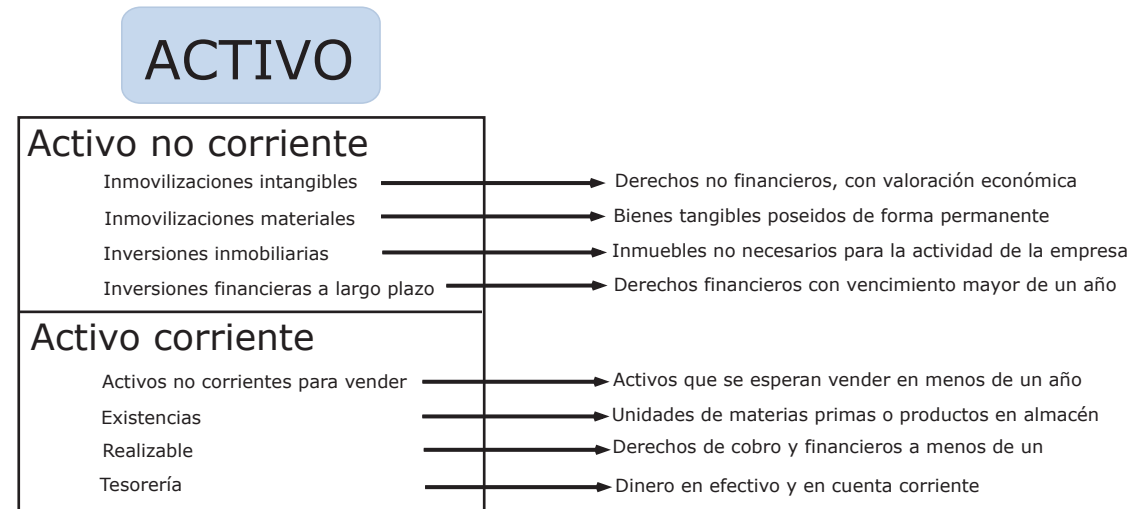 ACTIVO
Activo no corriente
Inmovilizaciones intangibles Derechos no financieros, con valoración económica
Inmovilizaciones materiales Bienes tangibles poseidos de forma permanente
Inversiones inmobiliarias Inmuebles no necesarios para la actividad de la empresa
Inversiones financieras a largo plazo Derechos financieros con vencimiento mayor de un año
Activo corriente
Activos no corrientes para vender Activos que se esperan vender en menos de un año
Existencias Unidades de materias primas o productos en almacén
Realizable Derechos de cobro y financieros a menos de un
Tesorería Dinero en efectivo y en cuenta corriente